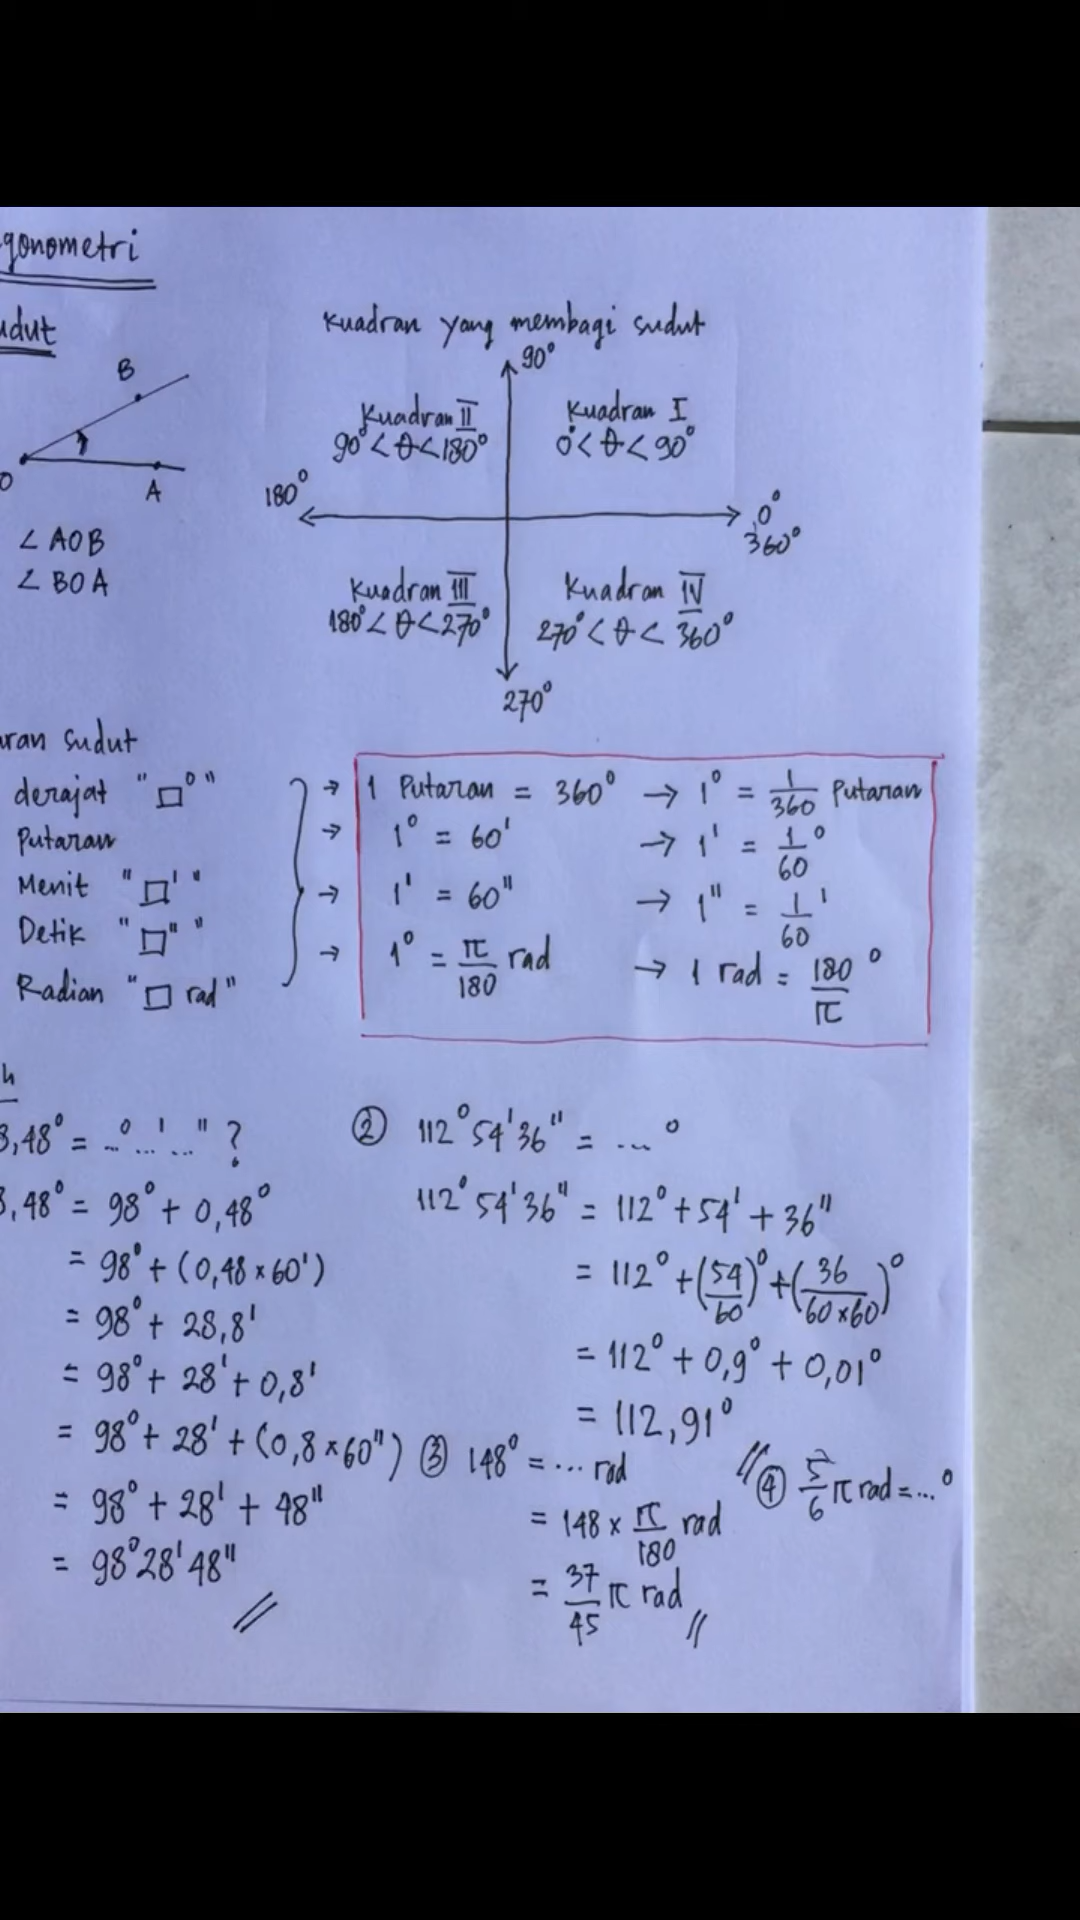 gonometri
udut
B
O
A
∠ AOB
∠ BOA
Kuadran yang membagi sudut
90°
Kuadran II
90° < θ < 180°
Kuadran I
0° < θ < 90°
180°
0°
360°
Kuadran III
180° < θ < 270°
Kuadran IV
270° < θ < 360°
270°
ran sudut
derajat "□°"
Putaran
Menit "□'"
Detik "□""
Radian "□ rad"
→ 1 Putaran = 360° → 1° = 1/360 Putaran
→ 1° = 60' → 1' = 1/60°
→ 1' = 60" → 1" = 1/60'
→ 1° = π/180 rad → 1 rad = 180/π°
h
8,48° = ...° ...' ..." ?
8,48° = 98° + 0,48°
= 98° + (0,48 × 60')
= 98° + 28,8'
= 98° + 28' + 0,8'
= 98° + 28' + (0,8 × 60")
= 98° + 28' + 48"
= 98°28'48" //
② 112°54'36" = ....°
112°54'36" = 112° + 54' + 36"
= 112° + (54/60)° + (36/60×60)°
= 112° + 0,9° + 0,01°
= 112,91° //
③ 148° = ... rad
= 148 × π/180 rad
= 37/45 π rad //
④ 5/6 π rad = ...°